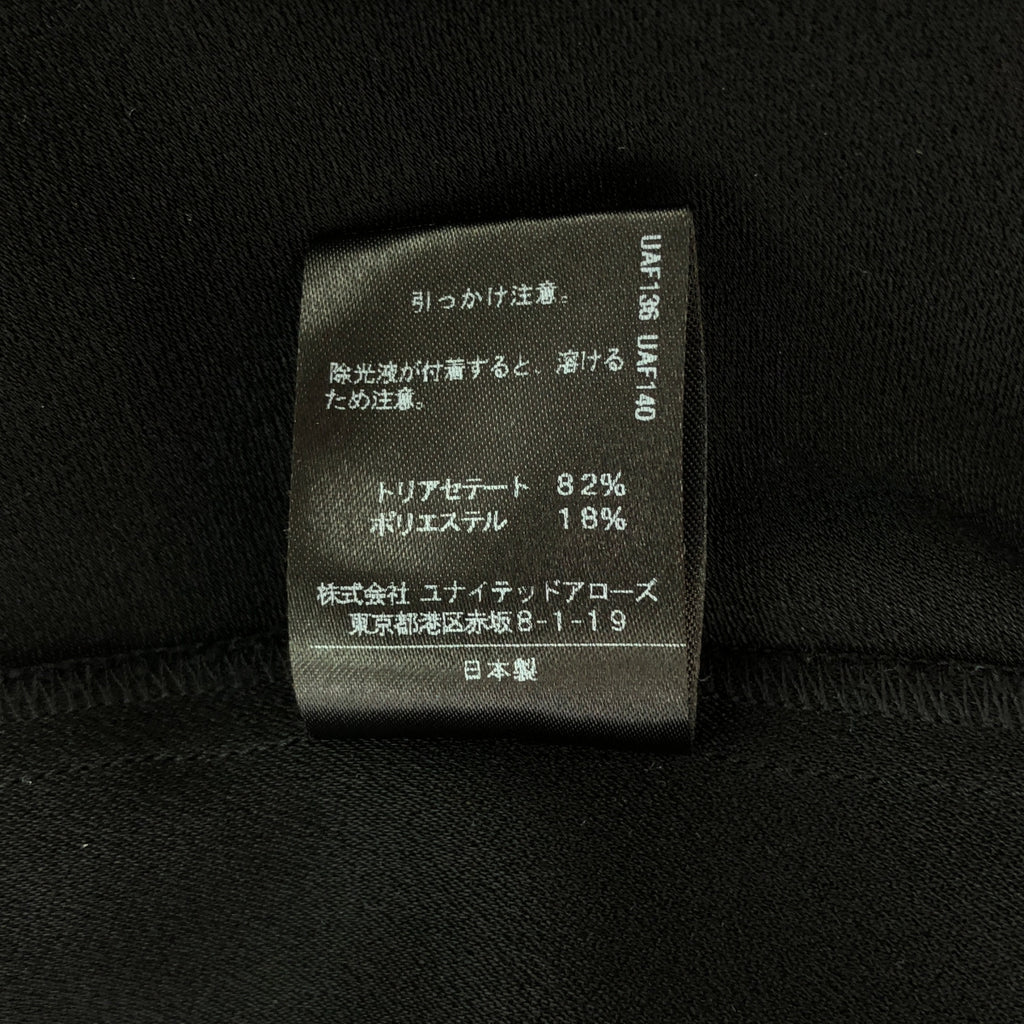 引っかけ注意。
除光液が付着すると、溶ける
ため注意。
トリアセテート 82%
ポリエステル 18%
株式会社 ユナイテッドアローズ
東京都港区赤坂8-1-19
日本製
UAF136 UAF140